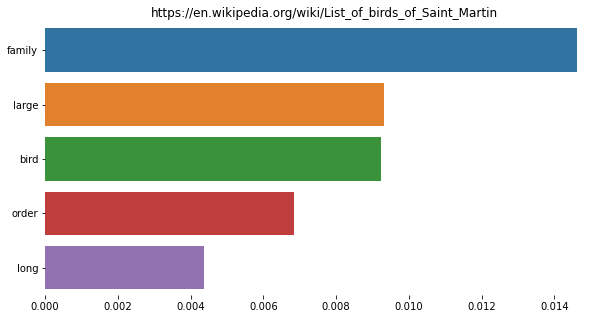 https://en.wikipedia.org/wiki/List_of_birds_of_Saint_Martin
family
large
bird
order
long
0.000 0.002 0.004 0.006 0.008 0.010 0.012 0.014